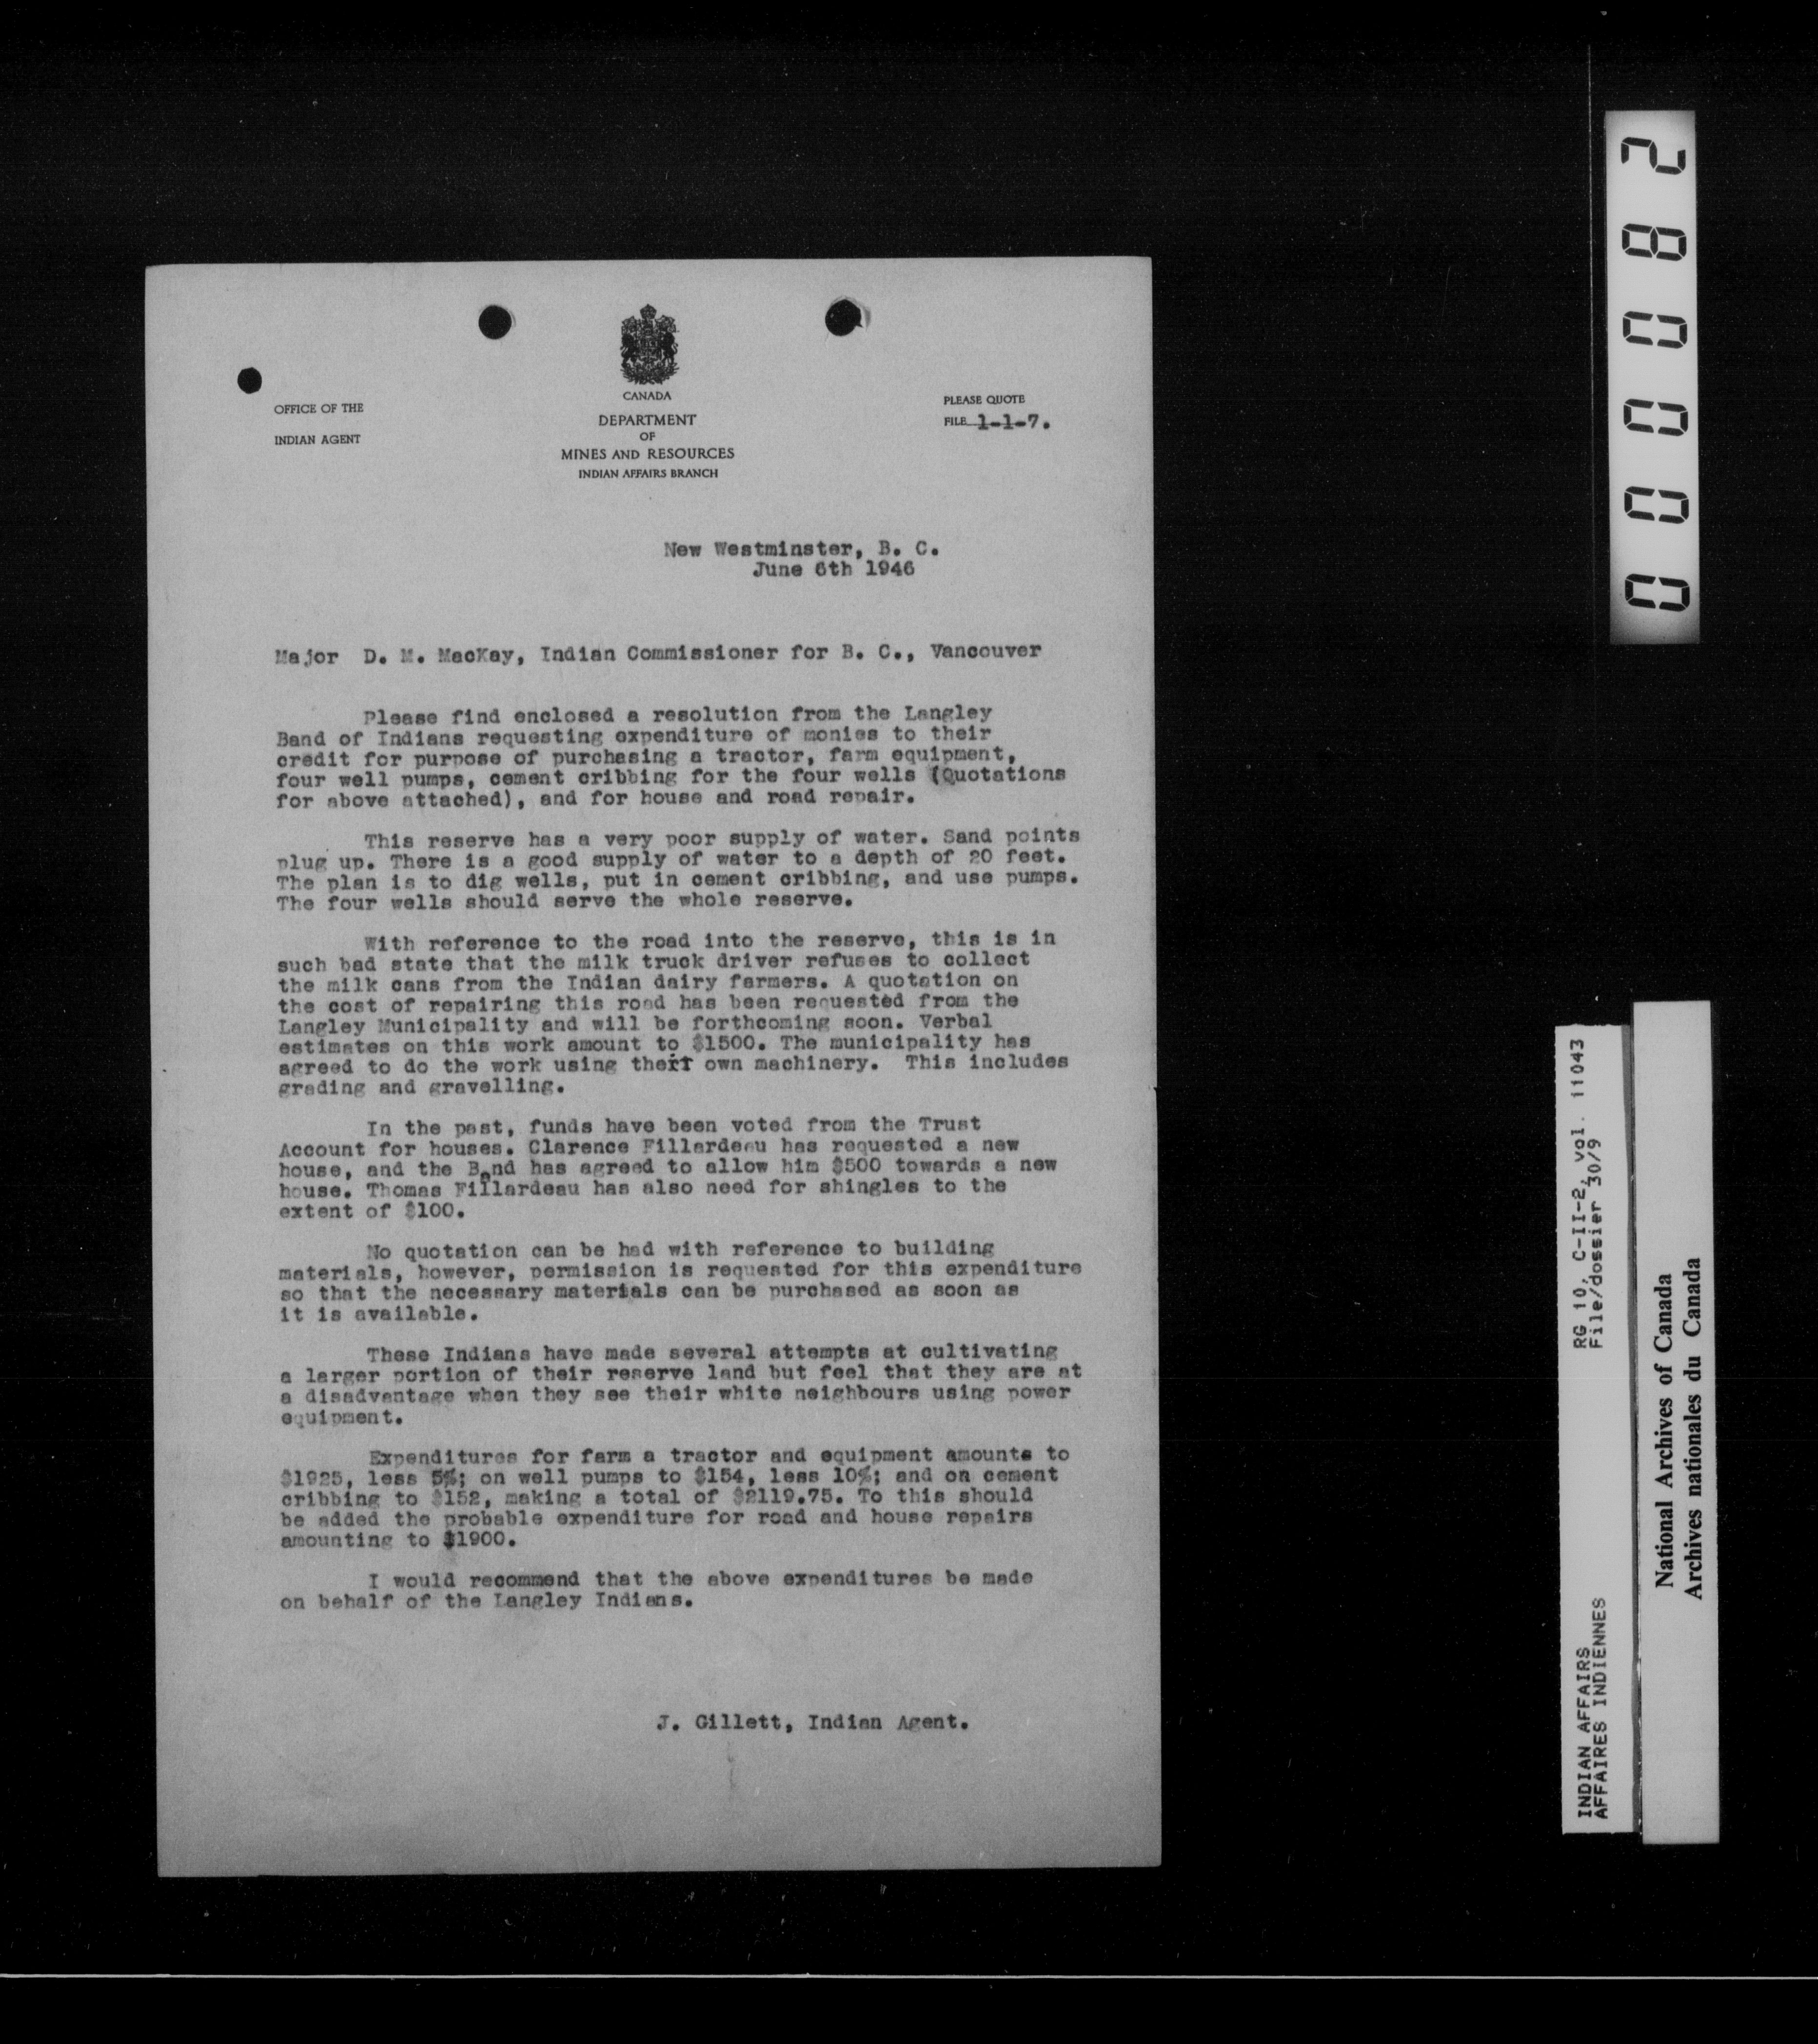 OFFICE OF THE
INDIAN AGENT
CANADA
DEPARTMENT
OF
MINES AND RESOURCES
INDIAN AFFAIRS BRANCH
PLEASE QUOTE
FILE 1-1-7.
New Westminster, B. C.
June 6th 1946
Major D. M. MacKay, Indian Commissioner for B. C., Vancouver
Please find enclosed a resolution from the Langley
Band of Indians requesting expenditure of monies to their
credit for purpose of purchasing a tractor, farm equipment,
four well pumps, cement cribbing for the four wells (Quotations
for above attached), and for house and road repair.
This reserve has a very poor supply of water. Sand points
plug up. There is a good supply of water to a depth of 20 feet.
The plan is to dig wells, put in cement cribbing, and use pumps.
The four wells should serve the whole reserve.
With reference to the road into the reserve, this is in
such bad state that the milk truck driver refuses to collect
the milk cans from the Indian dairy farmers. A quotation on
the cost of repairing this road has been requested from the
Langley Municipality and will be forthcoming soon. Verbal
estimates on this work amount to $1500. The municipality has
agreed to do the work using their own machinery. This includes
grading and gravelling.
In the past, funds have been voted from the Trust
Account for houses. Clarence Fillardeau has requested a new
house, and the Band has agreed to allow him $500 towards a new
house. Thomas Fillardeau has also need for shingles to the
extent of $100.
No quotation can be had with reference to building
materials, however, permission is requested for this expenditure
so that the necessary materials can be purchased as soon as
it is available.
These Indians have made several attempts at cultivating
a larger portion of their reserve land but feel that they are at
a disadvantage when they see their white neighbours using power
equipment.
Expenditures for farm a tractor and equipment amounts to
$1925, less 5%; on well pumps to $154, less 10%; and on cement
cribbing to $152, making a total of $2119.75. To this should
be added the probable expenditure for road and house repairs
amounting to $1900.
I would recommend that the above expenditures be made
on behalf of the Langley Indians.
J. Gillett, Indian Agent.
000082
INDIAN AFFAIRS RG 10, C-II-2, vol. 11043
AFFAIRES INDIENNES File/dossier 30/9
National Archives of Canada
Archives nationales du Canada